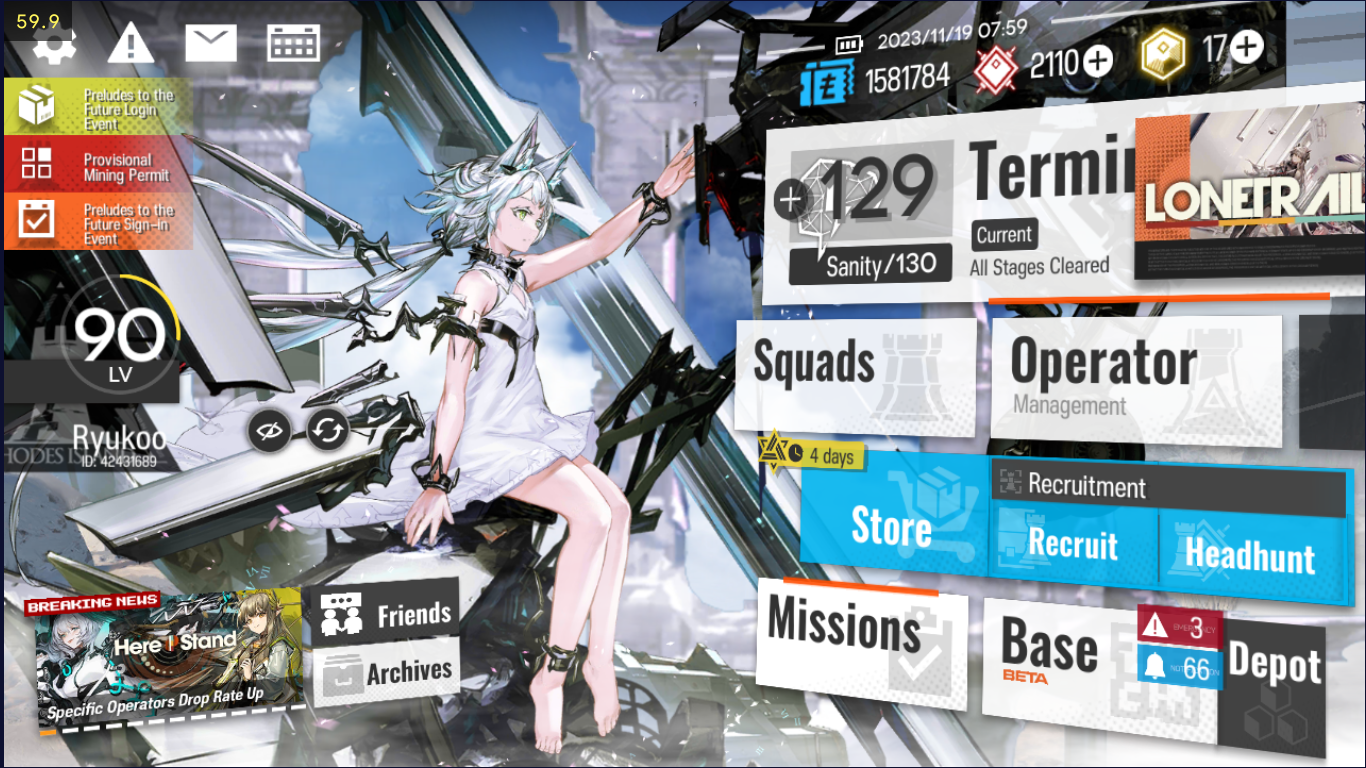 59.9
2023/11/19 07:59
1581784
2110
17
Preludes to the
Future Login
Event
Provisional
Mining Permit
Preludes to the
Future Sign-in
Event
129
Sanity/130
Termin
Current
All Stages Cleared
LONETRAIL
90
LV
Ryukoo
ID: 42431689
Squads
Operator
Management
4 days
Store
Recruitment
Recruit
Headhunt
BREAKING NEWS
Here I Stand
Specific Operators Drop Rate Up
Friends
Archives
Missions
Base
BETA
3
66
Depot